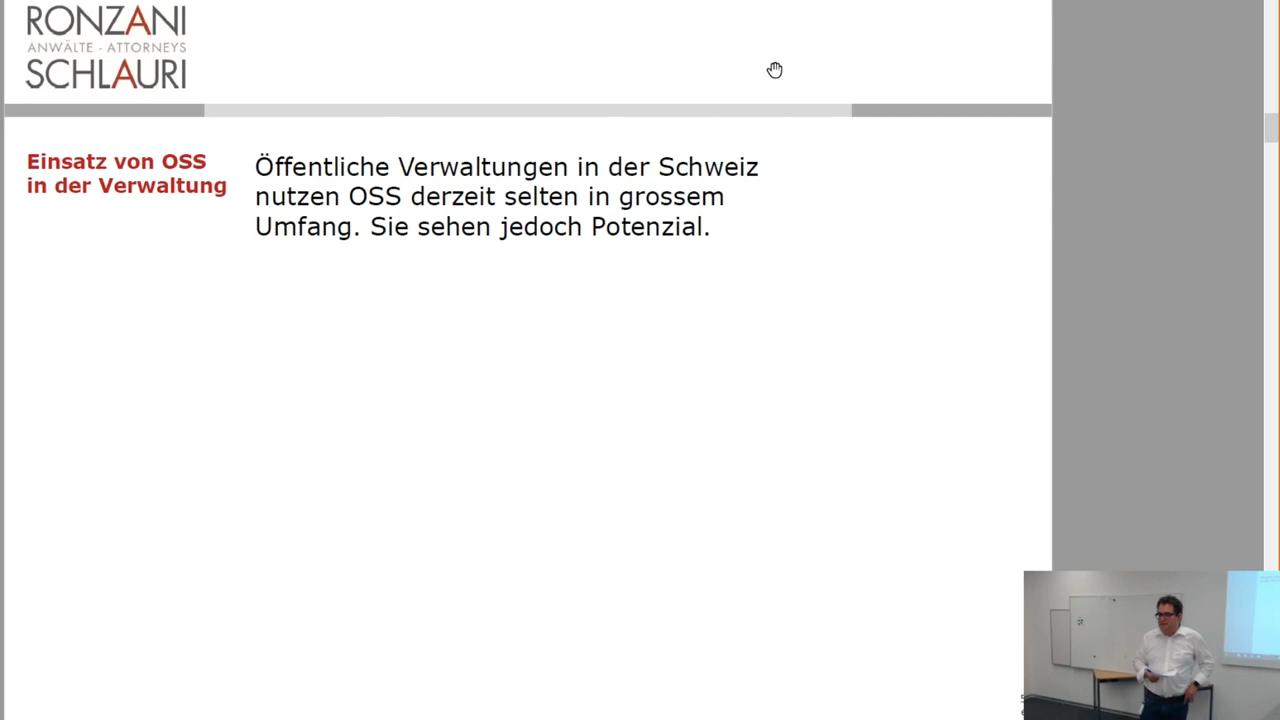 RONZANI
ANWÄLTE - ATTORNEYS
SCHLAURI
Einsatz von OSS
in der Verwaltung
Öffentliche Verwaltungen in der Schweiz
nutzen OSS derzeit selten in grossem
Umfang. Sie sehen jedoch Potenzial.